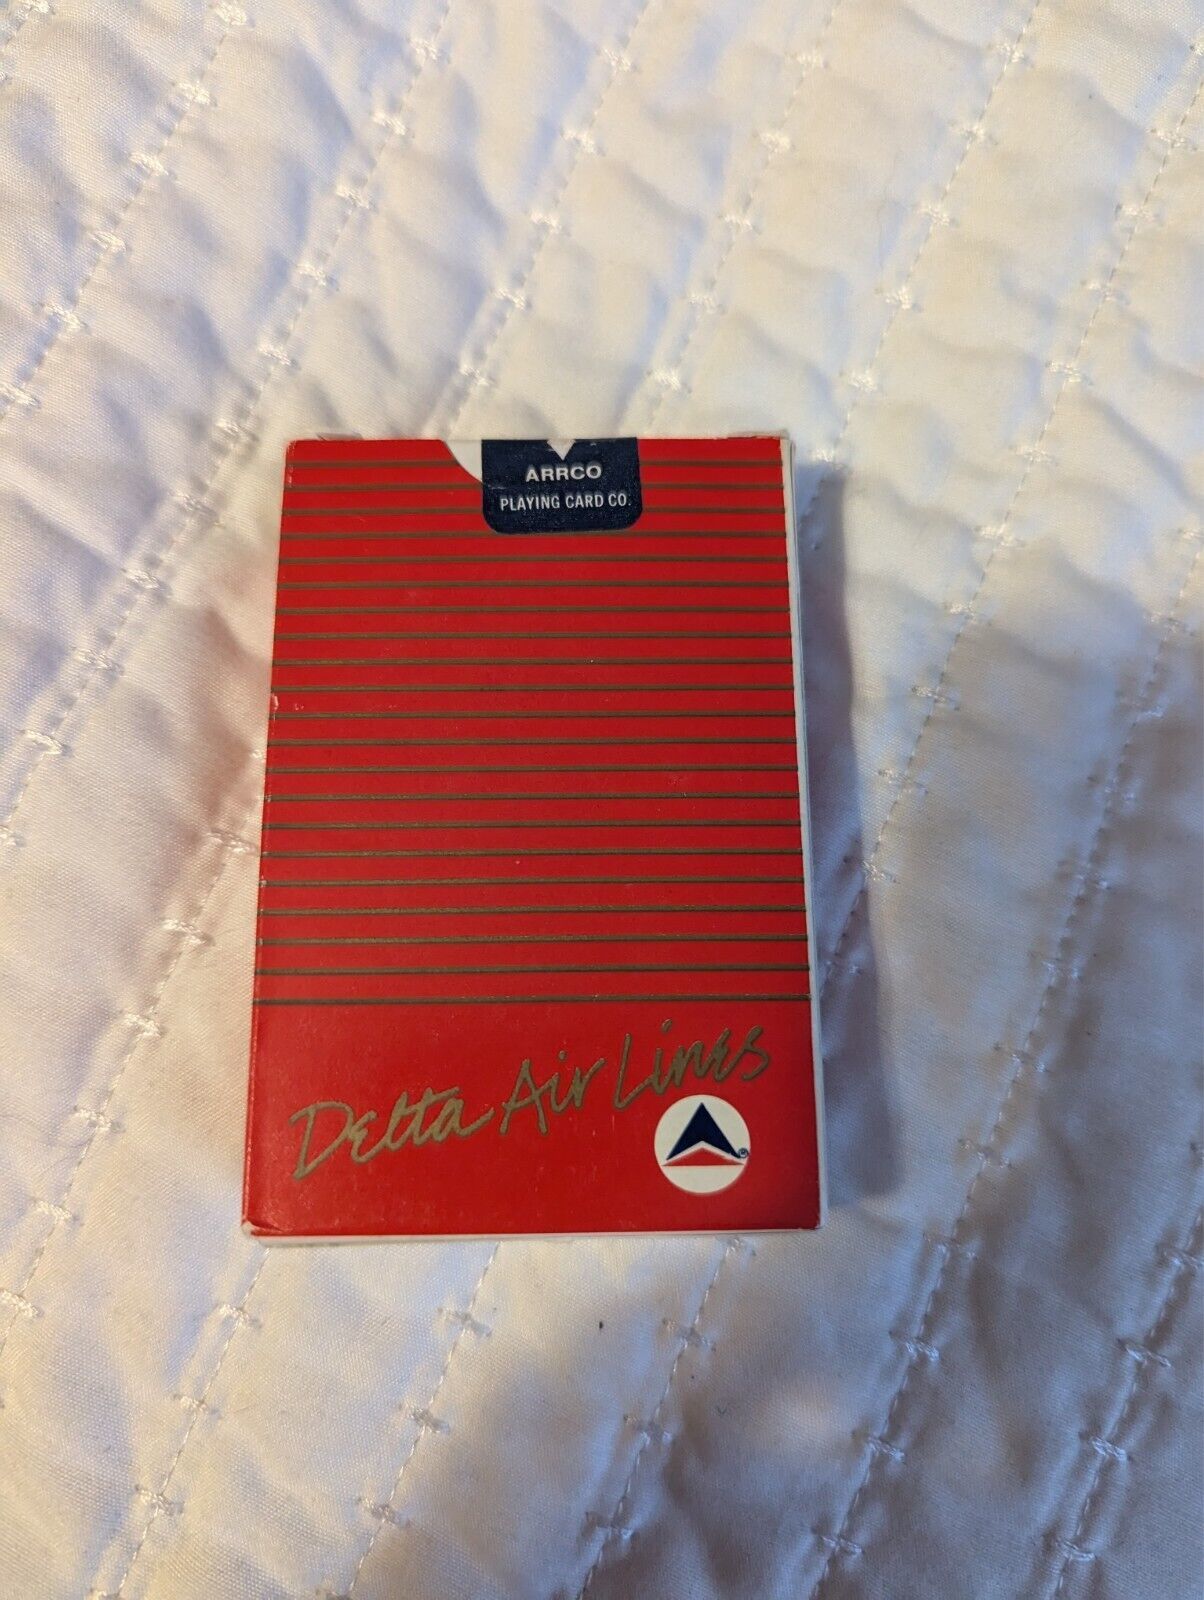 ARRCO
PLAYING CARD CO.
Delta Air Lines
®